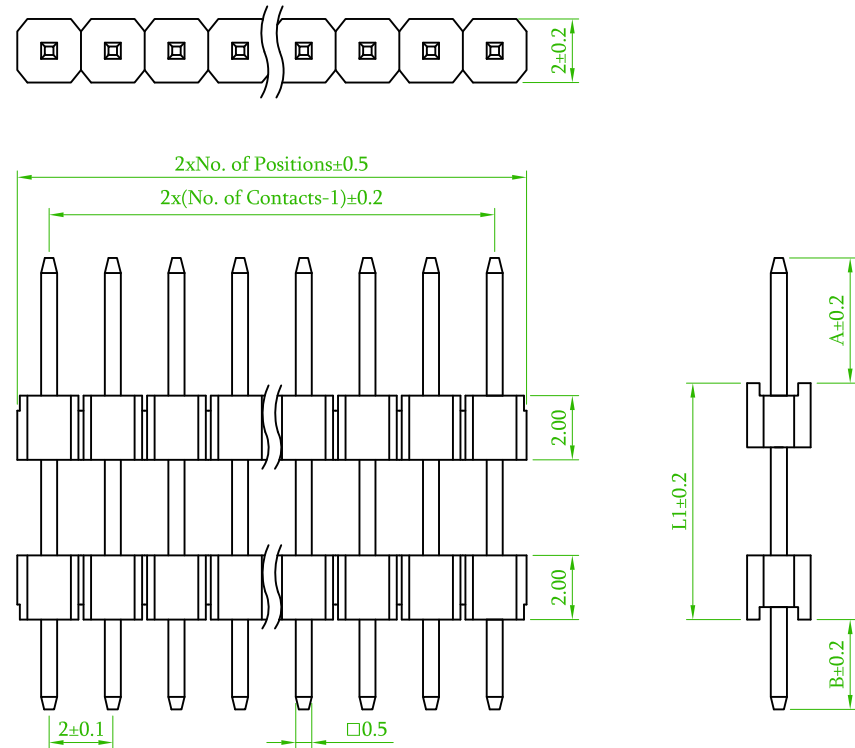 2±0.2
2xNo. of Positions±0.5
2x(No. of Contacts-1)±0.2
A±0.2
2.00
L1±0.2
2.00
B±0.2
2±0.1
□0.5